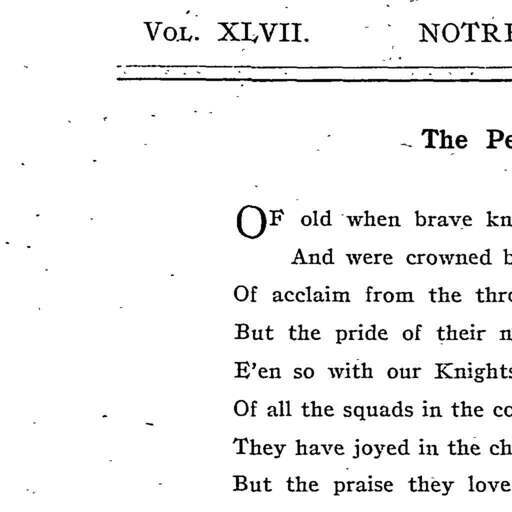 VOL. XLVII. NOTRE
The Pe
OF old when brave kn
And were crowned b
Of acclaim from the thro
But the pride of their n
E'en so with our Knights
Of all the squads in the co
They have joyed in the ch
But the praise they love